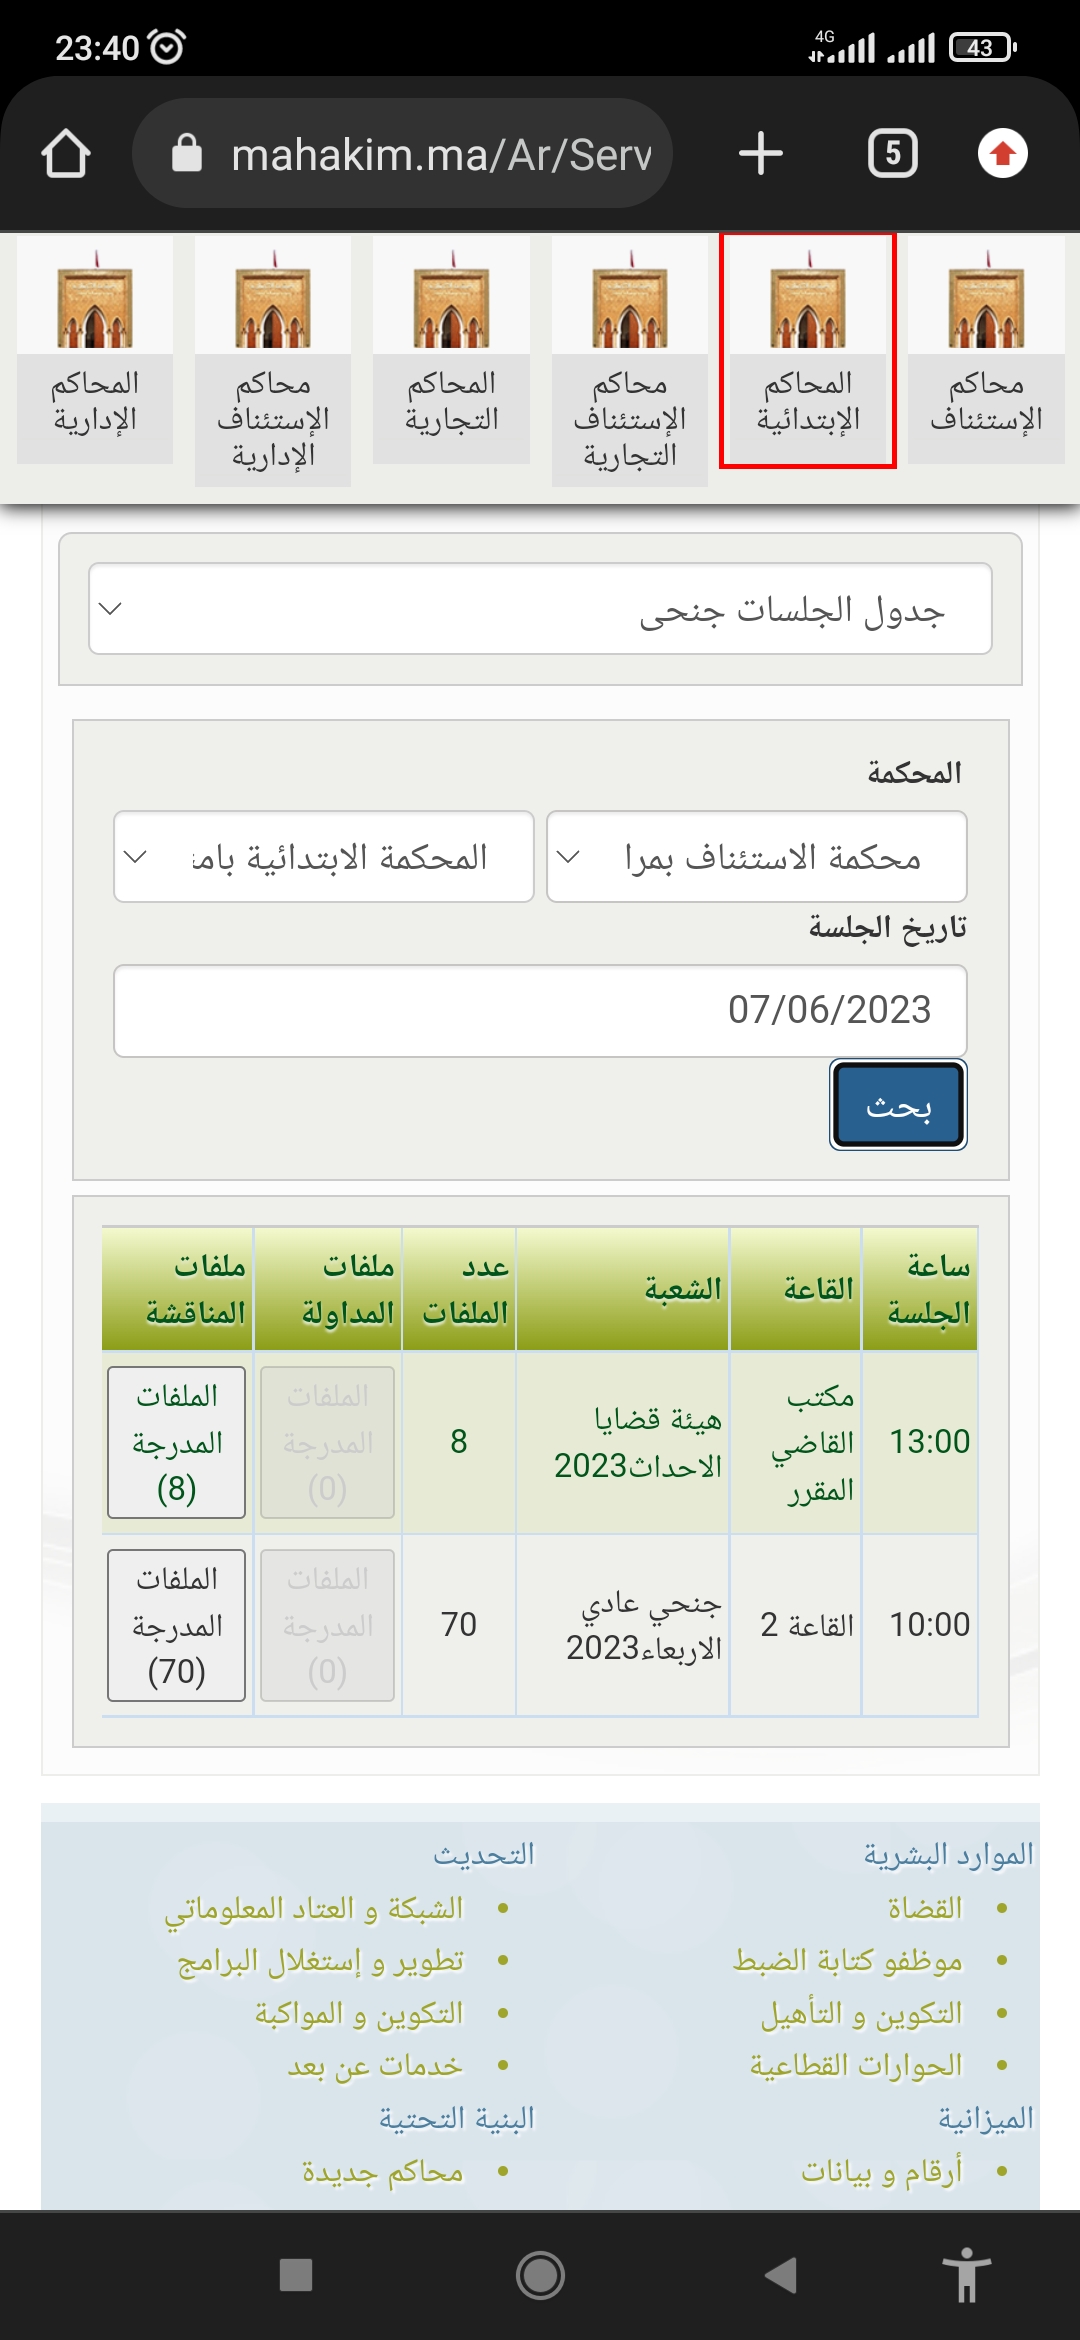 23:40
4G
43
mahakim.ma/Ar/Serv
5
محاكم
الإستئناف
المحاكم
الإبتدائية
محاكم
الإستئناف
التجارية
المحاكم
التجارية
محاكم
الإستئناف
الإدارية
المحاكم
الإدارية
جدول الجلسات جنحي
المحكمة
محكمة الاستئناف بمرا
المحكمة الابتدائية بامن
تاريخ الجلسة
07/06/2023
بحث
ساعة الجلسة
القاعة
الشعبة
عدد الملفات
ملفات المداولة
ملفات المناقشة
13:00
مكتب القاضي المقرر
هيئة قضايا الاحداث2023
8
الملفات المدرجة (0)
الملفات المدرجة (8)
10:00
القاعة 2
جنحي عادي الاربعاء2023
70
الملفات المدرجة (0)
الملفات المدرجة (70)
الموارد البشرية
القضاة
موظفو كتابة الضبط
التكوين و التأهيل
الحوارات القطاعية
الميزانية
أرقام و بيانات
التحديث
الشبكة و العتاد المعلوماتي
تطوير و إستغلال البرامج
التكوين و المواكبة
خدمات عن بعد
البنية التحتية
محاكم جديدة